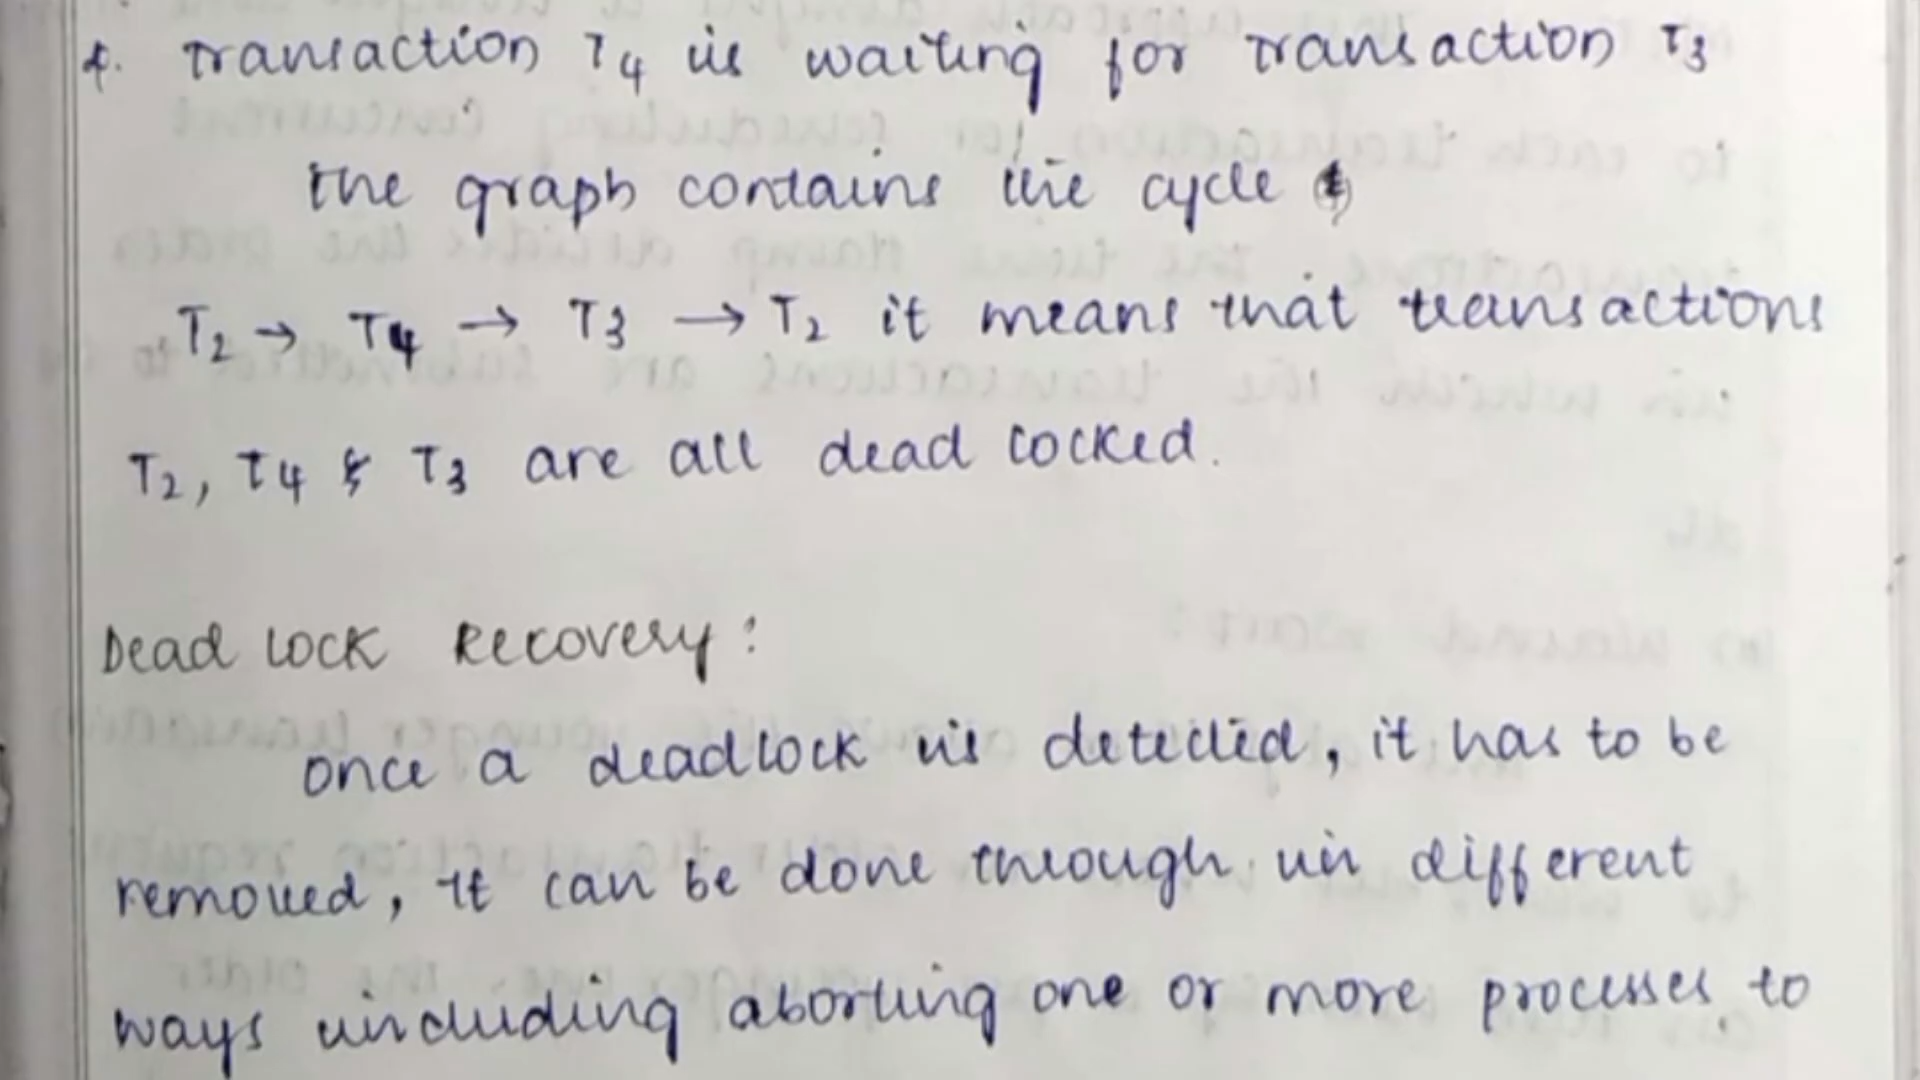 4. Transaction T4 is waiting for transaction T3
the graph contains the cycle
T2 → T4 → T3 → T2 it means that transactions
T2, T4 & T3 are all dead locked.
Dead lock Recovery:
once a deadlock is detected, it has to be
removed, it can be done through in different
ways including aborting one or more processes to